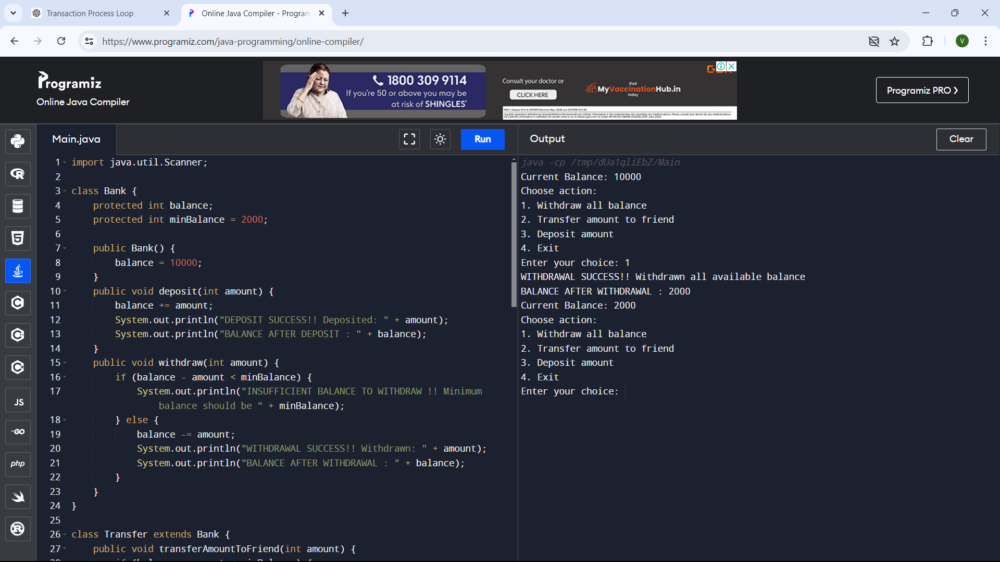 Transaction Process Loop
Online Java Compiler - Program
https://www.programiz.com/java-programming/online-compiler/
V
Programiz
Online Java Compiler
1800 309 9114
If you're 50 or above you may be
at risk of SHINGLES'
Consult your doctor or
CLICK HERE
Visit
MyVaccinationHub.in
today
Programiz PRO
Main.java
Run
Output
Clear
JS
GO
php
1 import java.util.Scanner;
2
3 class Bank {
4 protected int balance;
5 protected int minBalance = 2000;
6
7 public Bank() {
8 balance = 10000;
9 }
10 public void deposit(int amount) {
11 balance += amount;
12 System.out.println("DEPOSIT SUCCESS!! Deposited: " + amount);
13 System.out.println("BALANCE AFTER DEPOSIT : " + balance);
14 }
15 public void withdraw(int amount) {
16 if (balance - amount < minBalance) {
17 System.out.println("INSUFFICIENT BALANCE TO WITHDRAW !! Minimum
balance should be " + minBalance);
18 } else {
19 balance -= amount;
20 System.out.println("WITHDRAWAL SUCCESS!! Withdrawn: " + amount);
21 System.out.println("BALANCE AFTER WITHDRAWAL : " + balance);
22 }
23 }
24 }
25
26 class Transfer extends Bank {
27 public void transferAmountToFriend(int amount) {
java -cp /tmp/dUa1qliEbZ/Main
Current Balance: 10000
Choose action:
1. Withdraw all balance
2. Transfer amount to friend
3. Deposit amount
4. Exit
Enter your choice: 1
WITHDRAWAL SUCCESS!! Withdrawn all available balance
BALANCE AFTER WITHDRAWAL : 2000
Current Balance: 2000
Choose action:
1. Withdraw all balance
2. Transfer amount to friend
3. Deposit amount
4. Exit
Enter your choice: